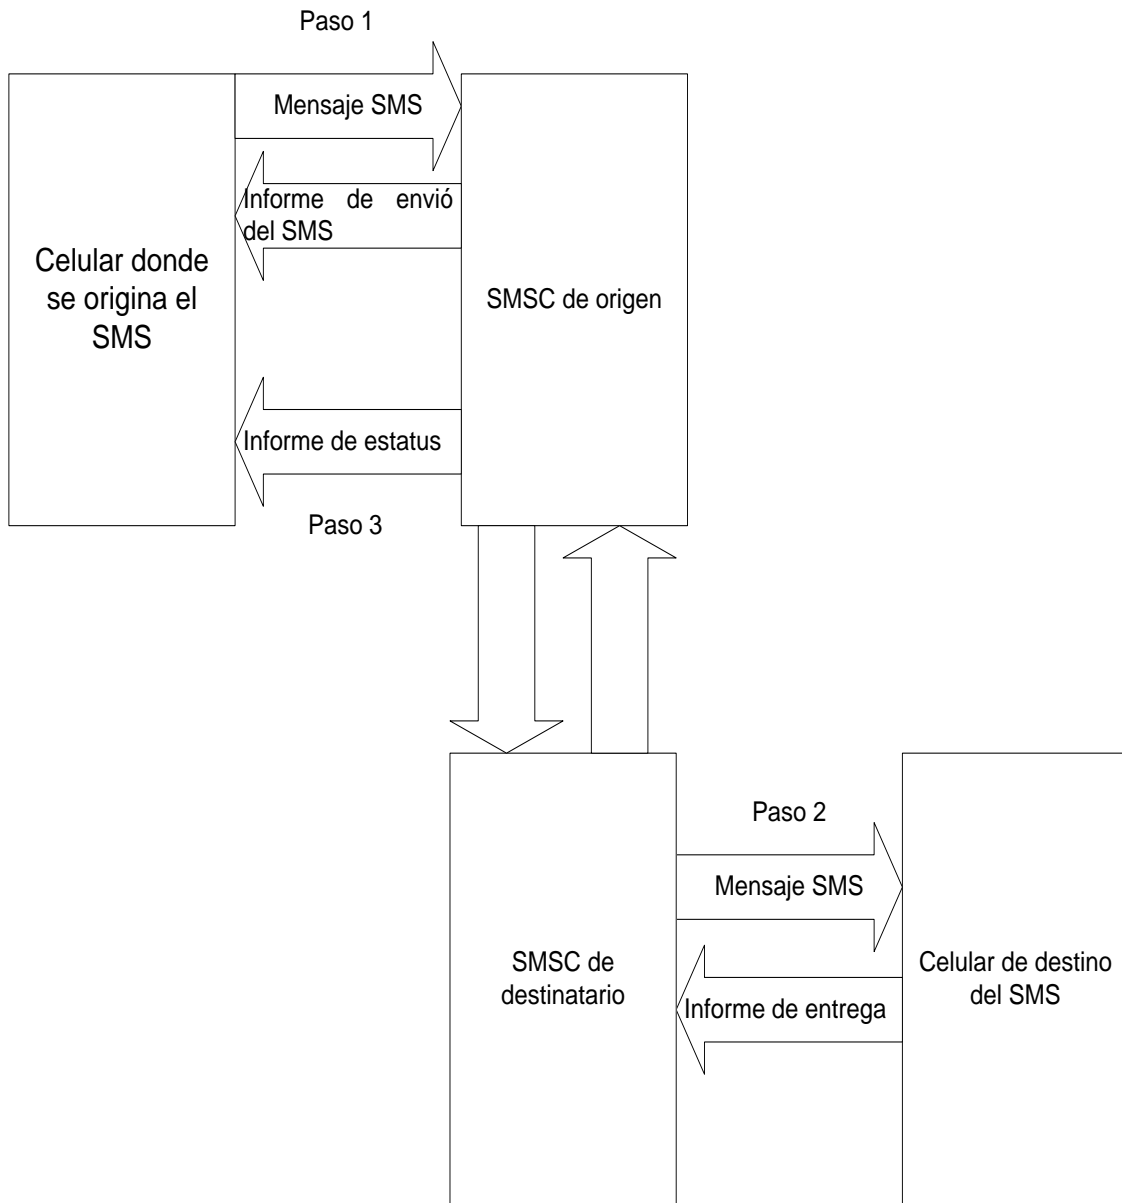 Paso 1
Mensaje SMS
Informe de envió
del SMS
Celular donde
se origina el
SMS
SMSC de origen
Informe de estatus
Paso 3
Paso 2
Mensaje SMS
SMSC de
destinatario
Celular de destino
del SMS
Informe de entrega